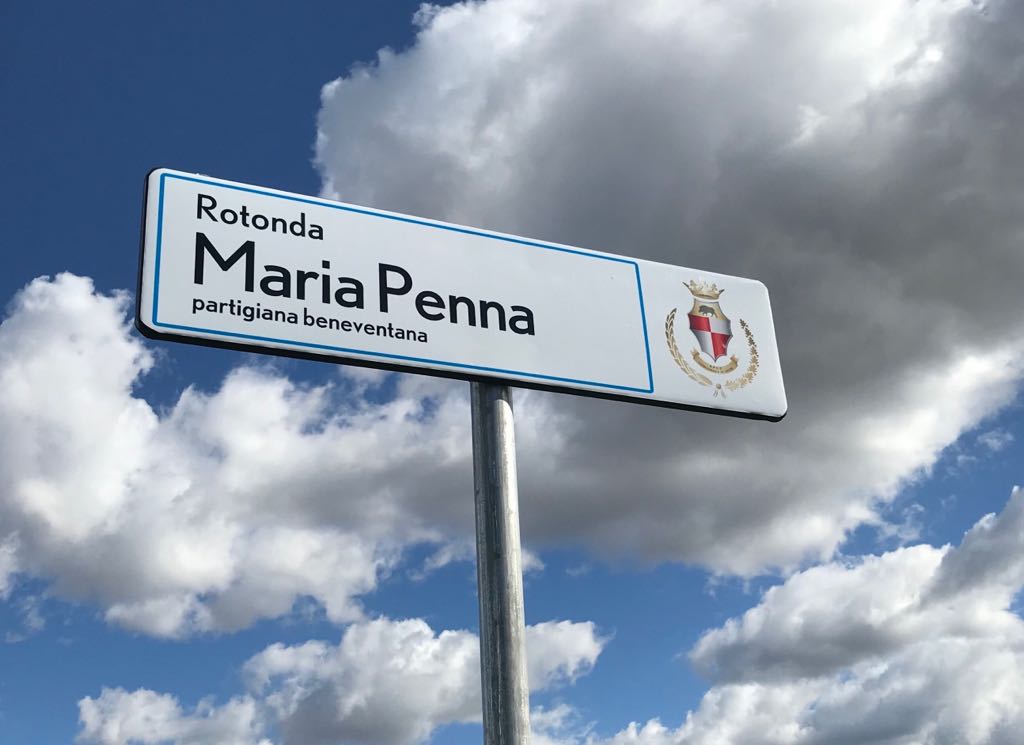 Rotonda
Maria Penna
partigiana beneventana